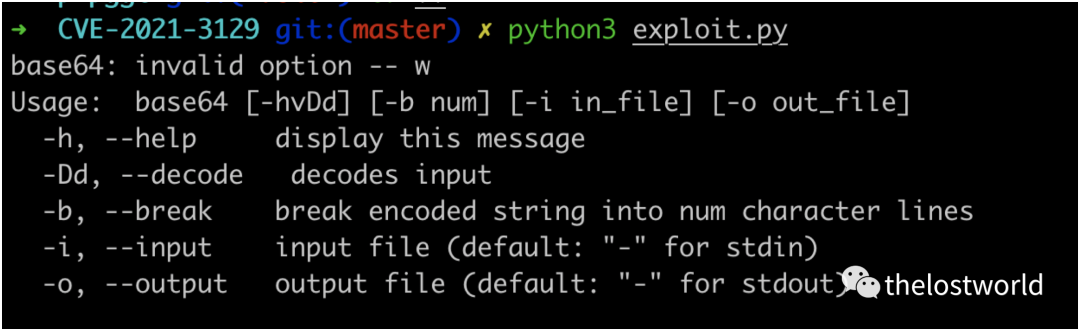 ➜ CVE-2021-3129 git:(master) ✗ python3 exploit.py
base64: invalid option -- w
Usage: base64 [-hvDd] [-b num] [-i in_file] [-o out_file]
-h, --help display this message
-Dd, --decode decodes input
-b, --break break encoded string into num character lines
-i, --input input file (default: "-" for stdin)
-o, --output output file (default: "-" for stdout)
thelostworld